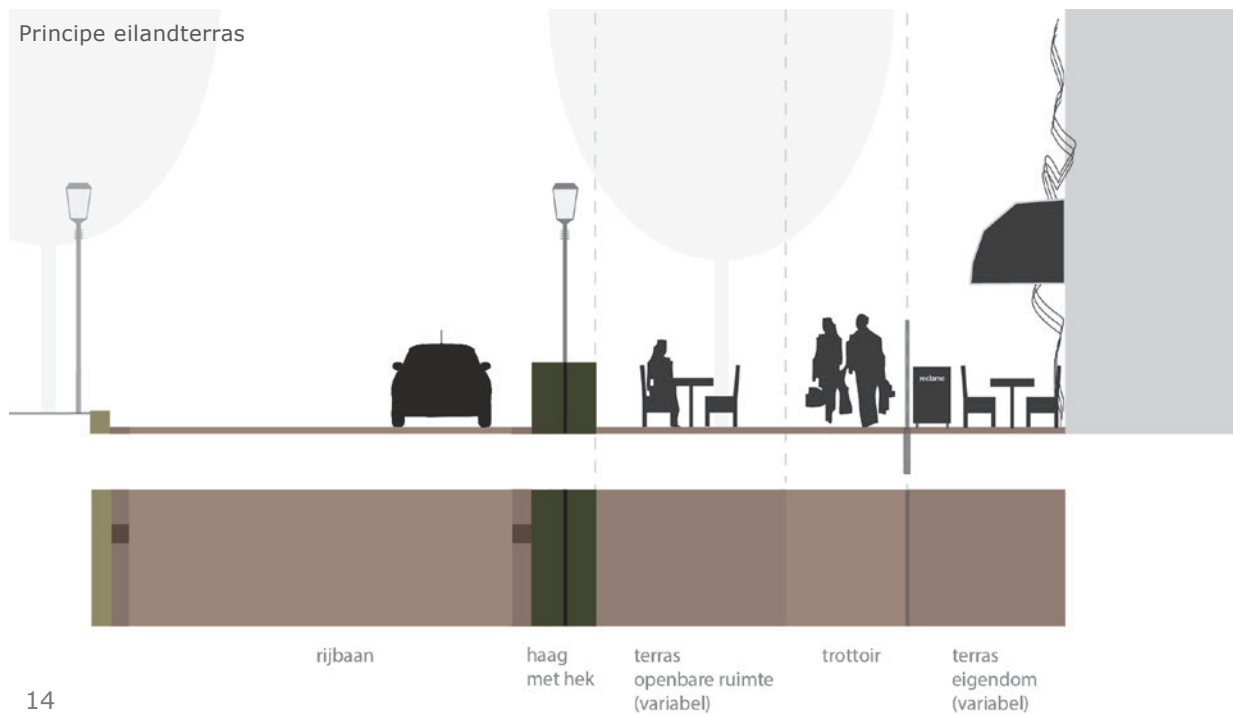 Principe eilandterras
reclame
rijbaan
haag
met hek
terras
openbare ruimte
(variabel)
trottoir
terras
eigendom
(variabel)
14